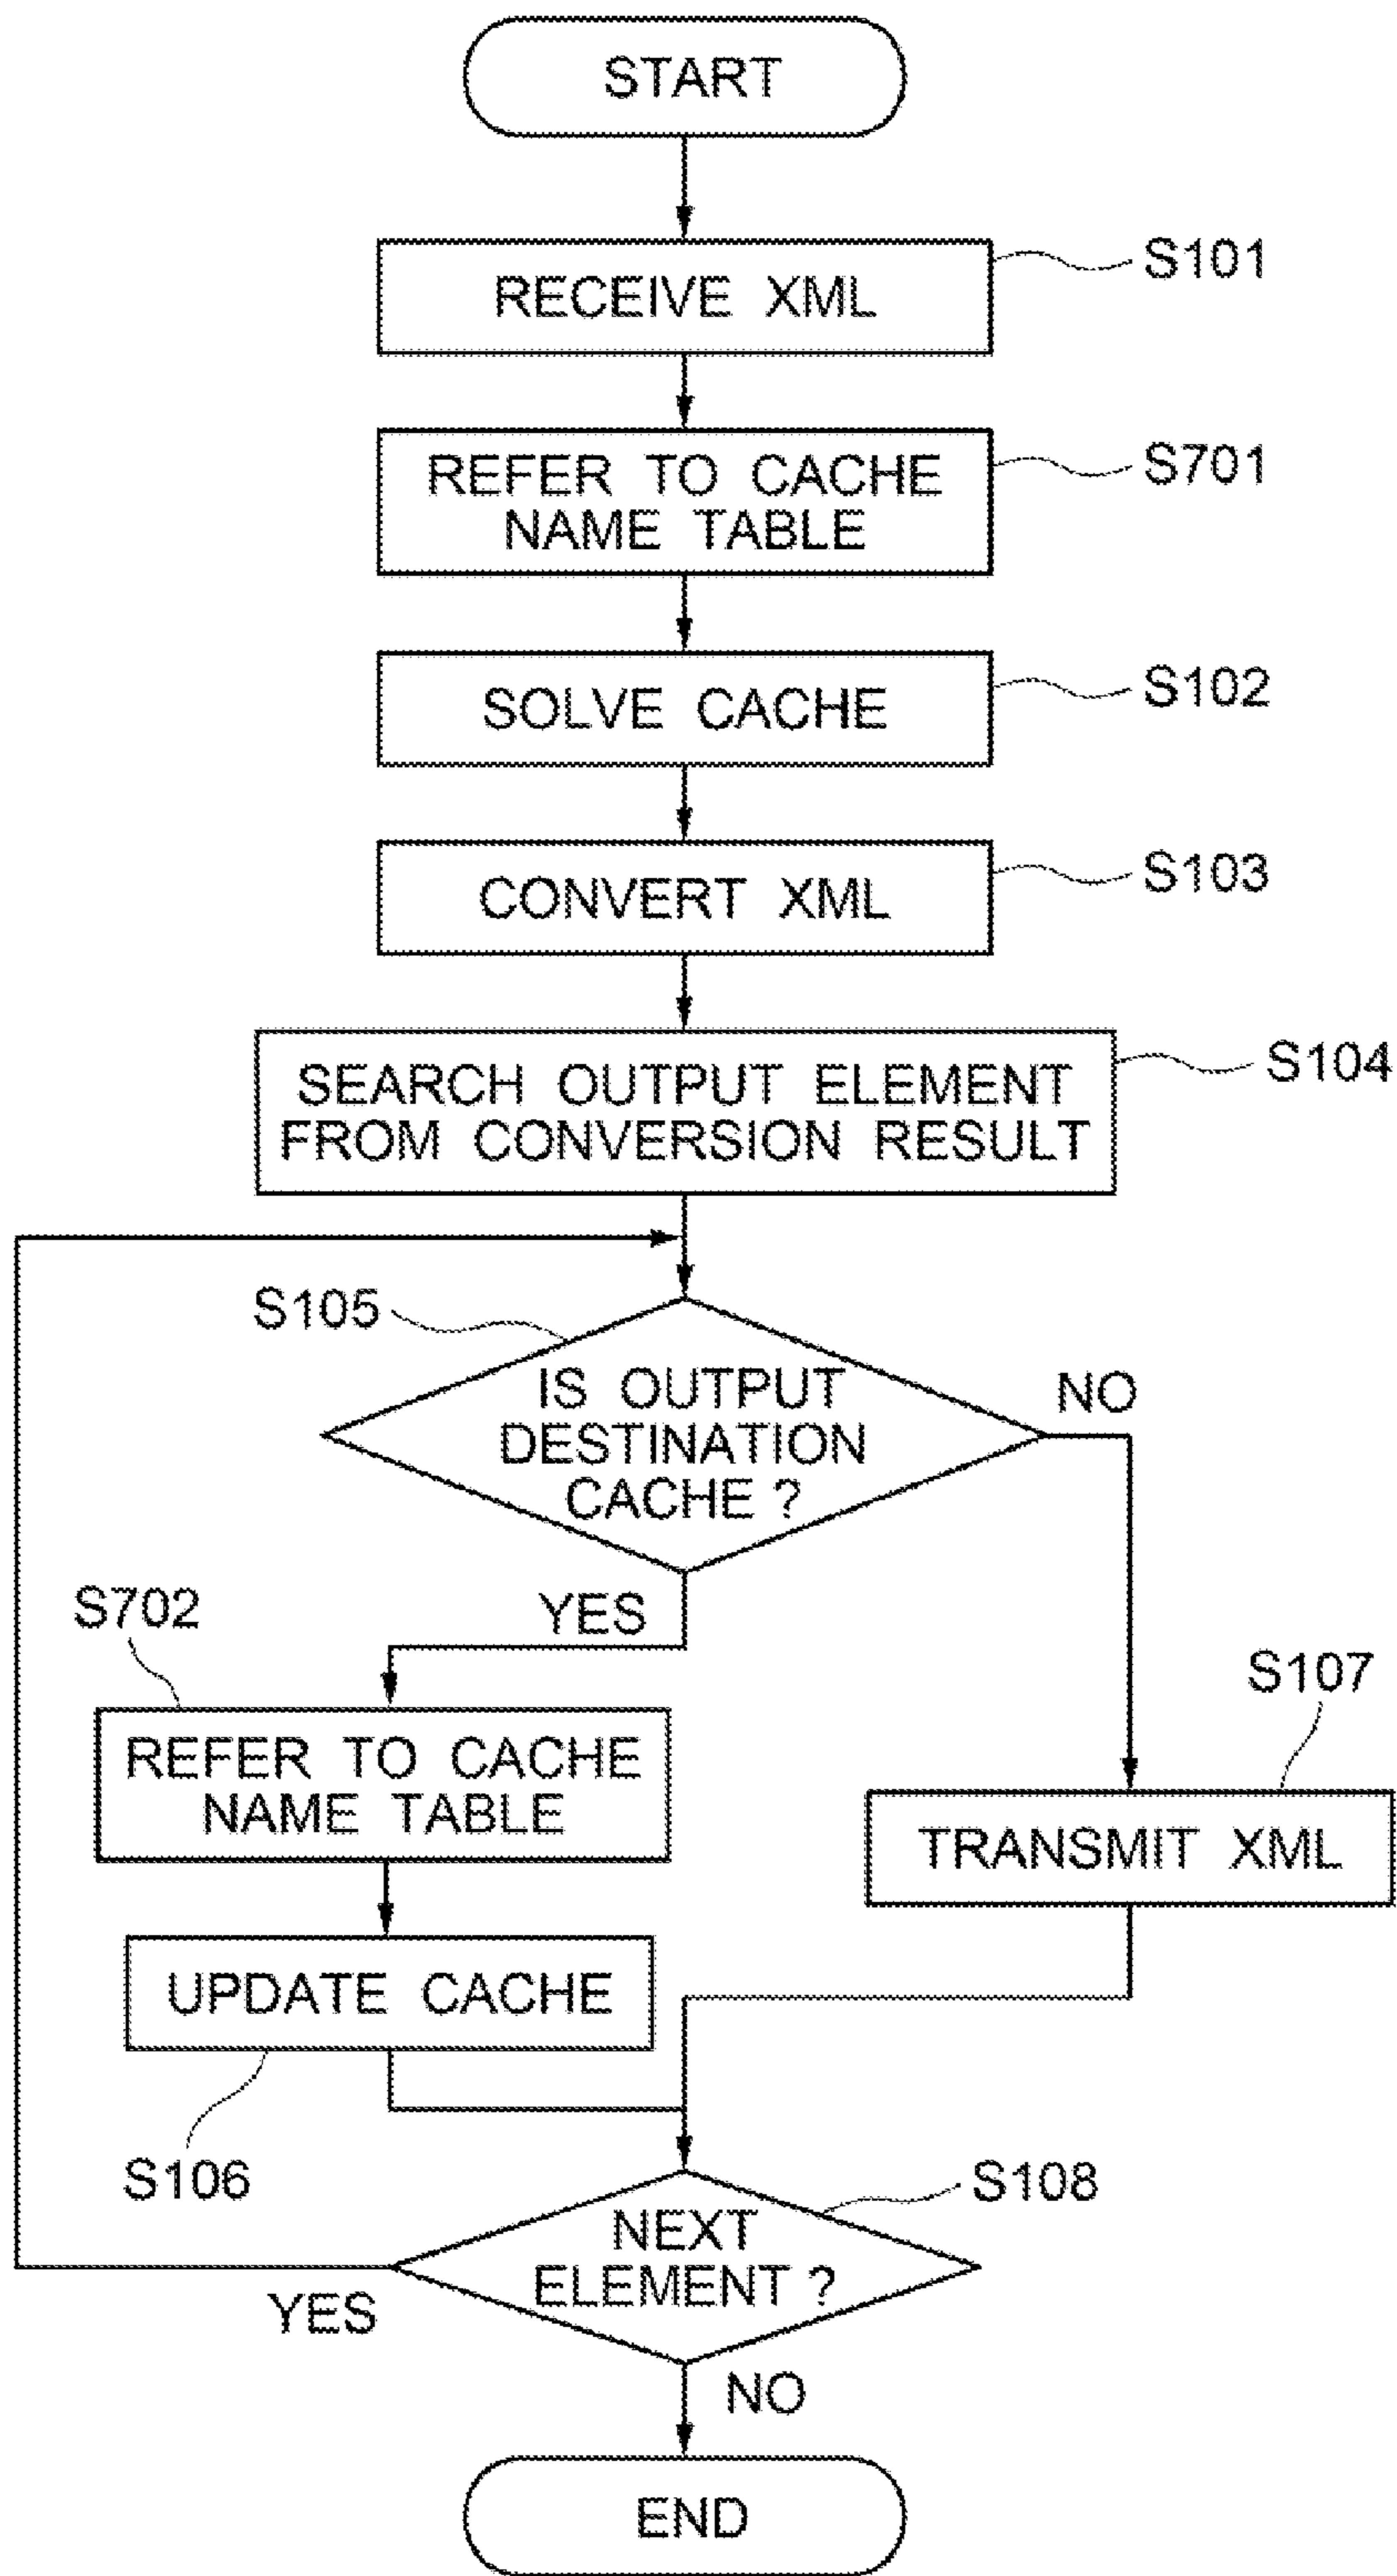 START
RECEIVE XML
S101
REFER TO CACHE
NAME TABLE
S701
SOLVE CACHE
S102
CONVERT XML
S103
SEARCH OUTPUT ELEMENT
FROM CONVERSION RESULT
S104
S105
IS OUTPUT
DESTINATION
CACHE ?
NO
YES
S702
REFER TO CACHE
NAME TABLE
S107
TRANSMIT XML
UPDATE CACHE
S106
S108
NEXT
ELEMENT ?
YES
NO
END